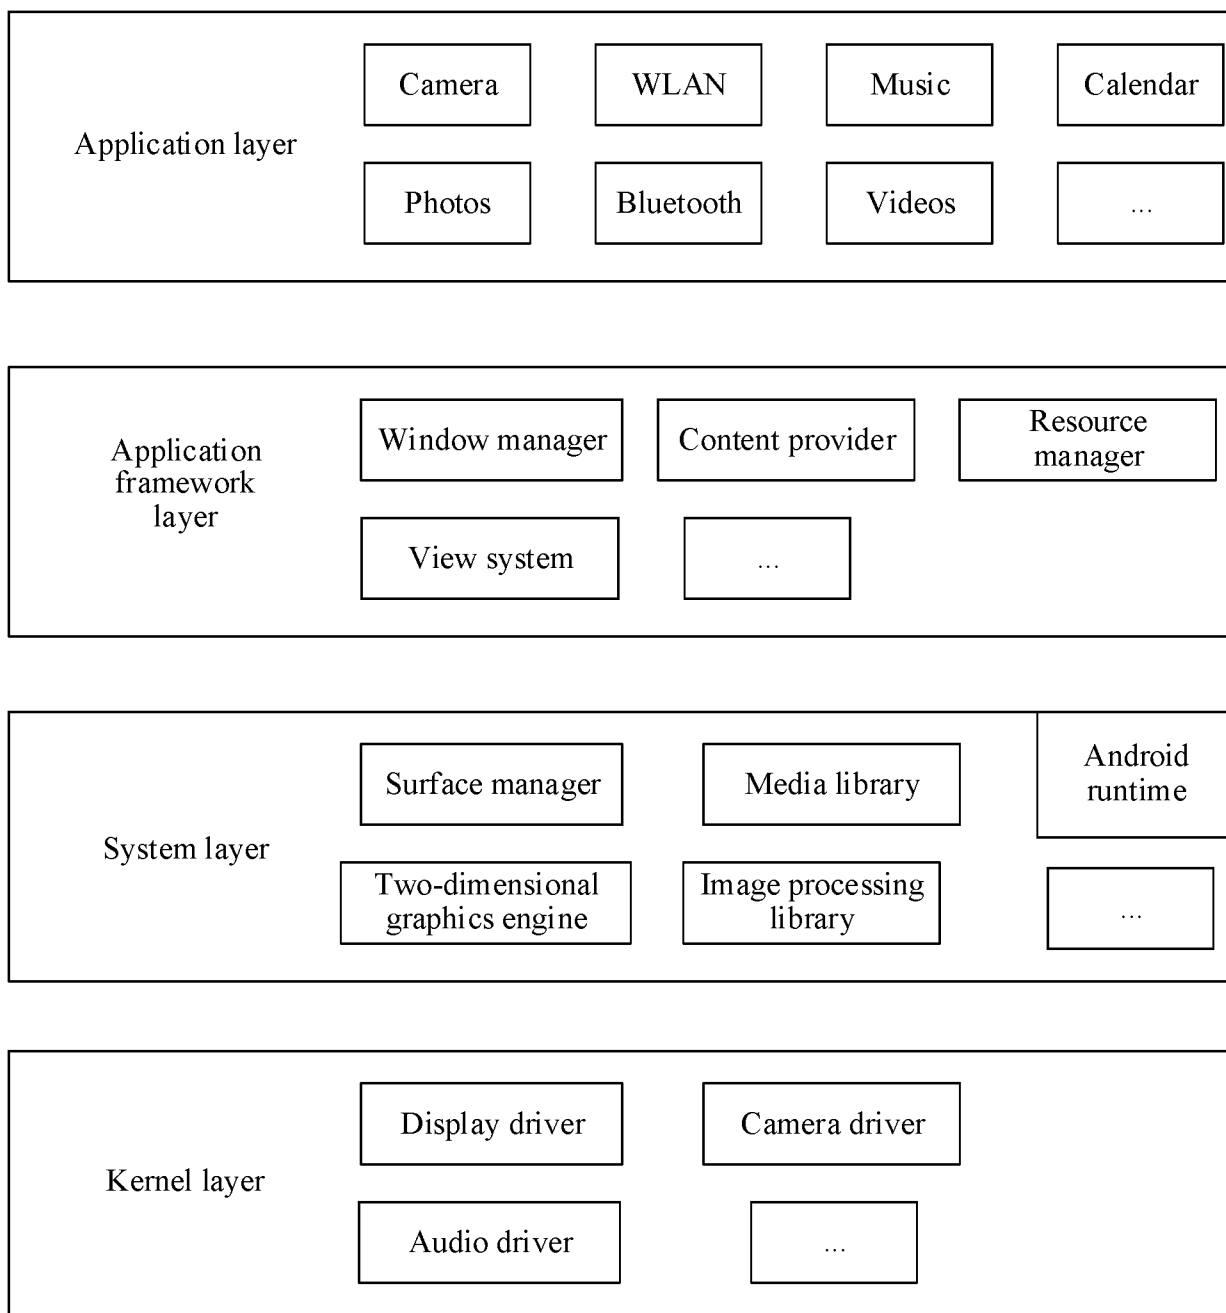 Camera
WLAN
Music
Calendar
Application layer
Photos
Bluetooth
Videos
...
Window manager
Content provider
Resource
manager
Application
framework
layer
View system
...
Surface manager
Media library
Android
runtime
System layer
Two-dimensional
graphics engine
Image processing
library
...
Display driver
Camera driver
Kernel layer
Audio driver
...